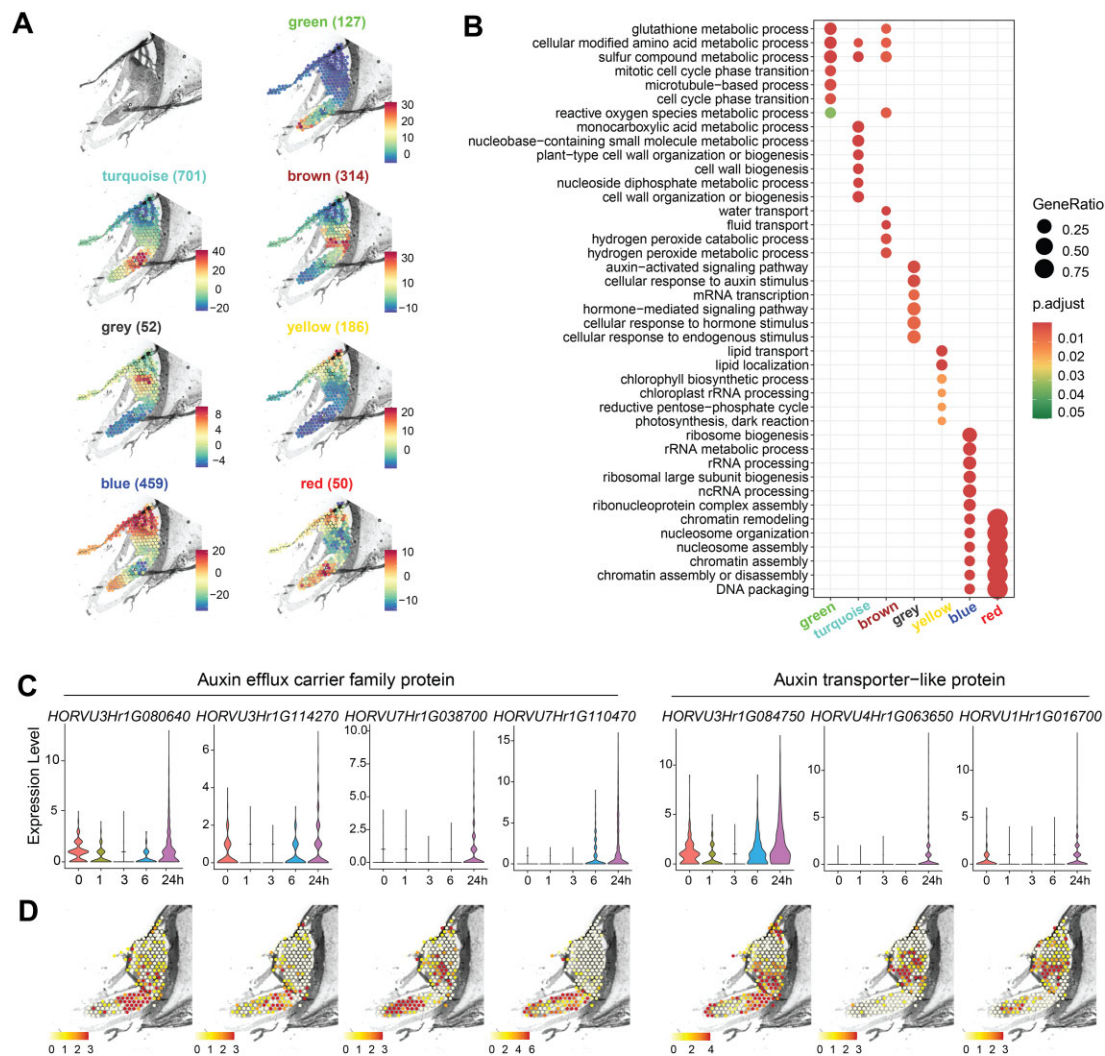 A
green (127)
30
20
10
0
turquoise (701)
40
20
0
−20
brown (314)
30
20
10
0
−10
grey (52)
8
4
0
−4
yellow (186)
20
10
0
blue (459)
20
10
0
−10
red (50)
10
0
−10
B
glutathione metabolic process
cellular modified amino acid metabolic process
sulfur compound metabolic process
mitotic cell cycle phase transition
microtubule-based process
cell cycle phase transition
reactive oxygen species metabolic process
monocarboxylic acid metabolic process
nucleobase-containing small molecule metabolic process
plant-type cell wall organization or biogenesis
cell wall biogenesis
nucleoside diphosphate metabolic process
cell wall organization or biogenesis
water transport
fluid transport
hydrogen peroxide catabolic process
hydrogen peroxide metabolic process
auxin-activated signaling pathway
cellular response to auxin stimulus
mRNA transcription
hormone-mediated signaling pathway
cellular response to hormone stimulus
cellular response to endogenous stimulus
lipid transport
lipid localization
chlorophyll biosynthetic process
chloroplast rRNA processing
reductive pentose-phosphate cycle
photosynthesis, dark reaction
ribosome biogenesis
rRNA metabolic process
rRNA processing
ribosomal large subunit biogenesis
ncRNA processing
ribonucleoprotein complex assembly
chromatin remodeling
nucleosome organization
nucleosome assembly
chromatin assembly
chromatin assembly or disassembly
DNA packaging
green turquoise brown grey yellow blue red
GeneRatio
0.25
0.50
0.75
p.adjust
0.01
0.02
0.03
0.04
0.05
C
Auxin efflux carrier family protein
Auxin transporter−like protein
HORVU3Hr1G080640 HORVU3Hr1G114270 HORVU7Hr1G038700 HORVU7Hr1G110470 HORVU3Hr1G084750 HORVU4Hr1G063650 HORVU1Hr1G016700
Expression Level
10
5
0
0 1 3 6 24h
6
4
2
0
0 1 3 6 24h
10.0
7.5
5.0
2.5
0.0
0 1 3 6 24h
15
10
5
0
0 1 3 6 24h
10
5
0
0 1 3 6 24h
10
5
0
0 1 3 6 24h
10
5
0
0 1 3 6 24h
D
0 1 2 3
0 1 2 3
0 1 2 3
0 2 4 6
0 2 4
0 1 2 3
0 1 2 3